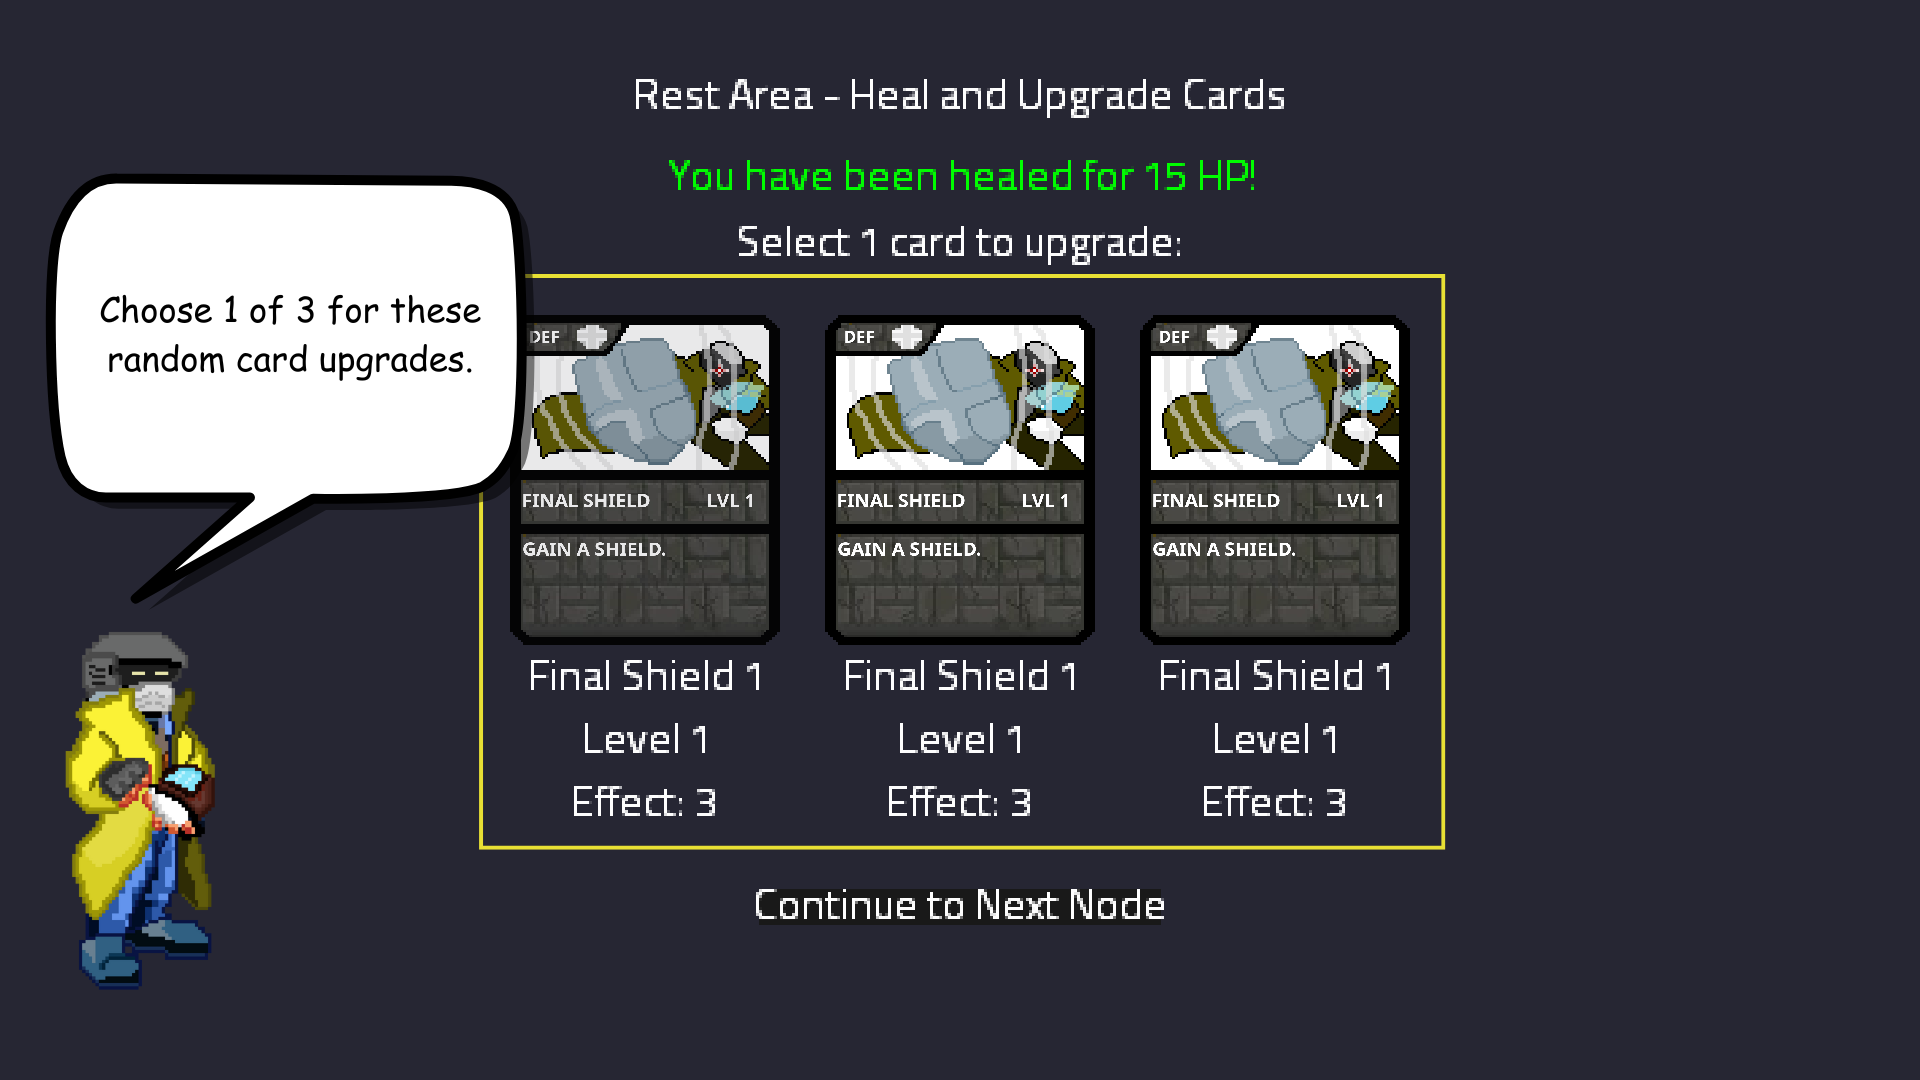 Rest Area - Heal and Upgrade Cards
You have been healed for 15 HP!
Select 1 card to upgrade:
Choose 1 of 3 for these
random card upgrades.
DEF
FINAL SHIELD LVL 1
GAIN A SHIELD.
Final Shield 1
Level 1
Effect: 3
DEF
FINAL SHIELD LVL 1
GAIN A SHIELD.
Final Shield 1
Level 1
Effect: 3
DEF
FINAL SHIELD LVL 1
GAIN A SHIELD.
Final Shield 1
Level 1
Effect: 3
Continue to Next Node